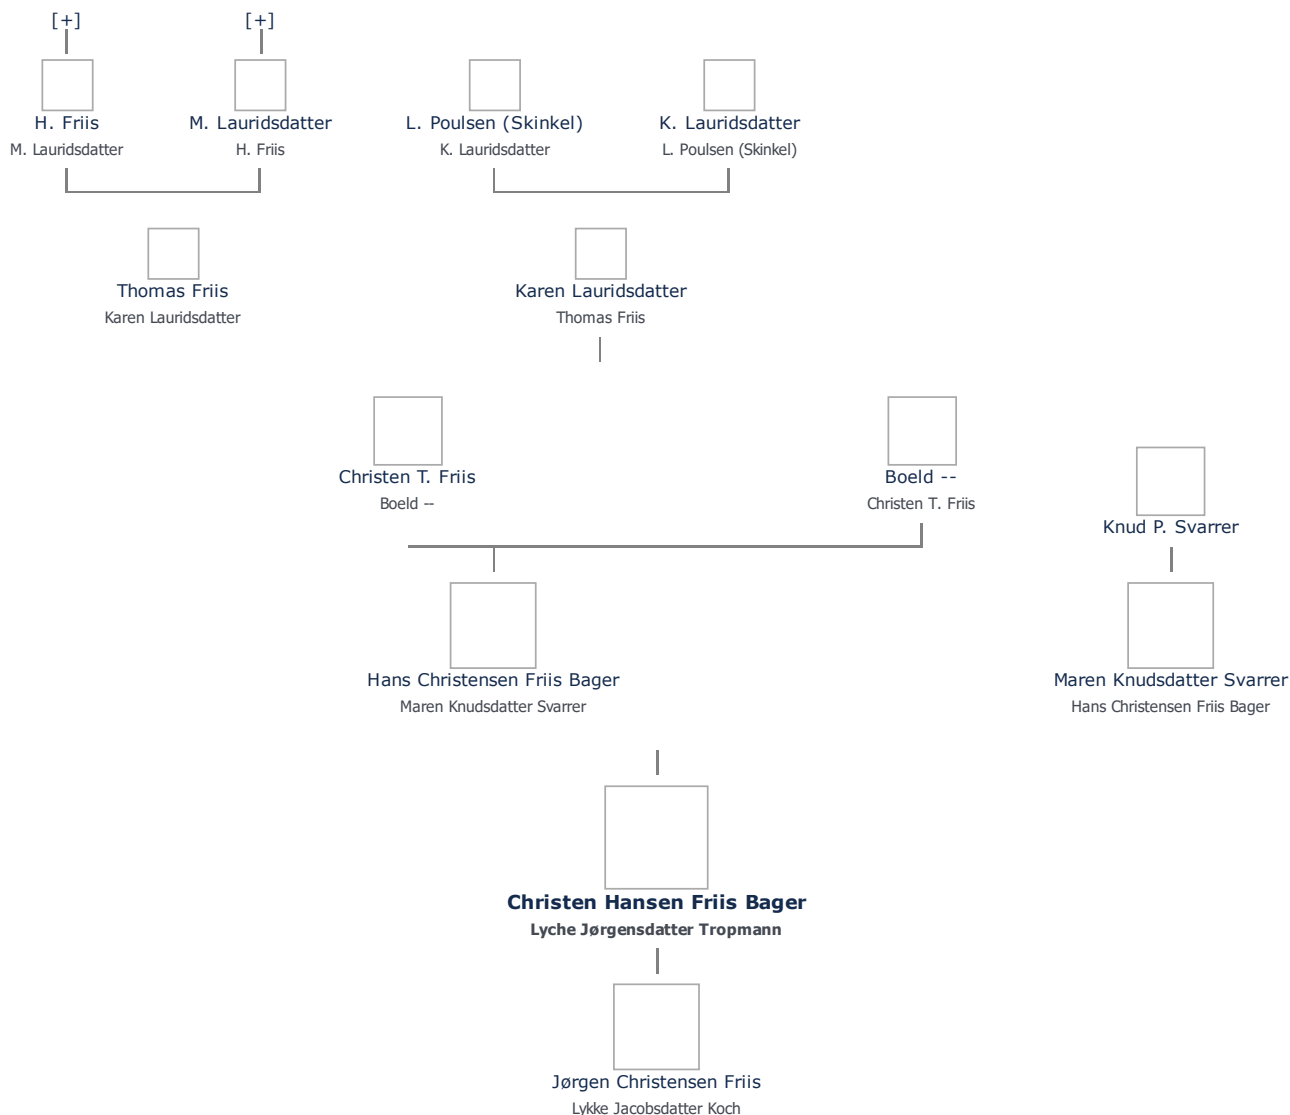 [+]
[+]
H. Friis
M. Lauridsdatter
M. Lauridsdatter
H. Friis
L. Poulsen (Skinkel)
K. Lauridsdatter
K. Lauridsdatter
L. Poulsen (Skinkel)
Thomas Friis
Karen Lauridsdatter
Karen Lauridsdatter
Thomas Friis
Christen T. Friis
Boeld --
Boeld --
Christen T. Friis
Knud P. Svarrer
Hans Christensen Friis Bager
Maren Knudsdatter Svarrer
Maren Knudsdatter Svarrer
Hans Christensen Friis Bager
Christen Hansen Friis Bager
Lyche Jørgensdatter Tropmann
Jørgen Christensen Friis
Lykke Jacobsdatter Koch